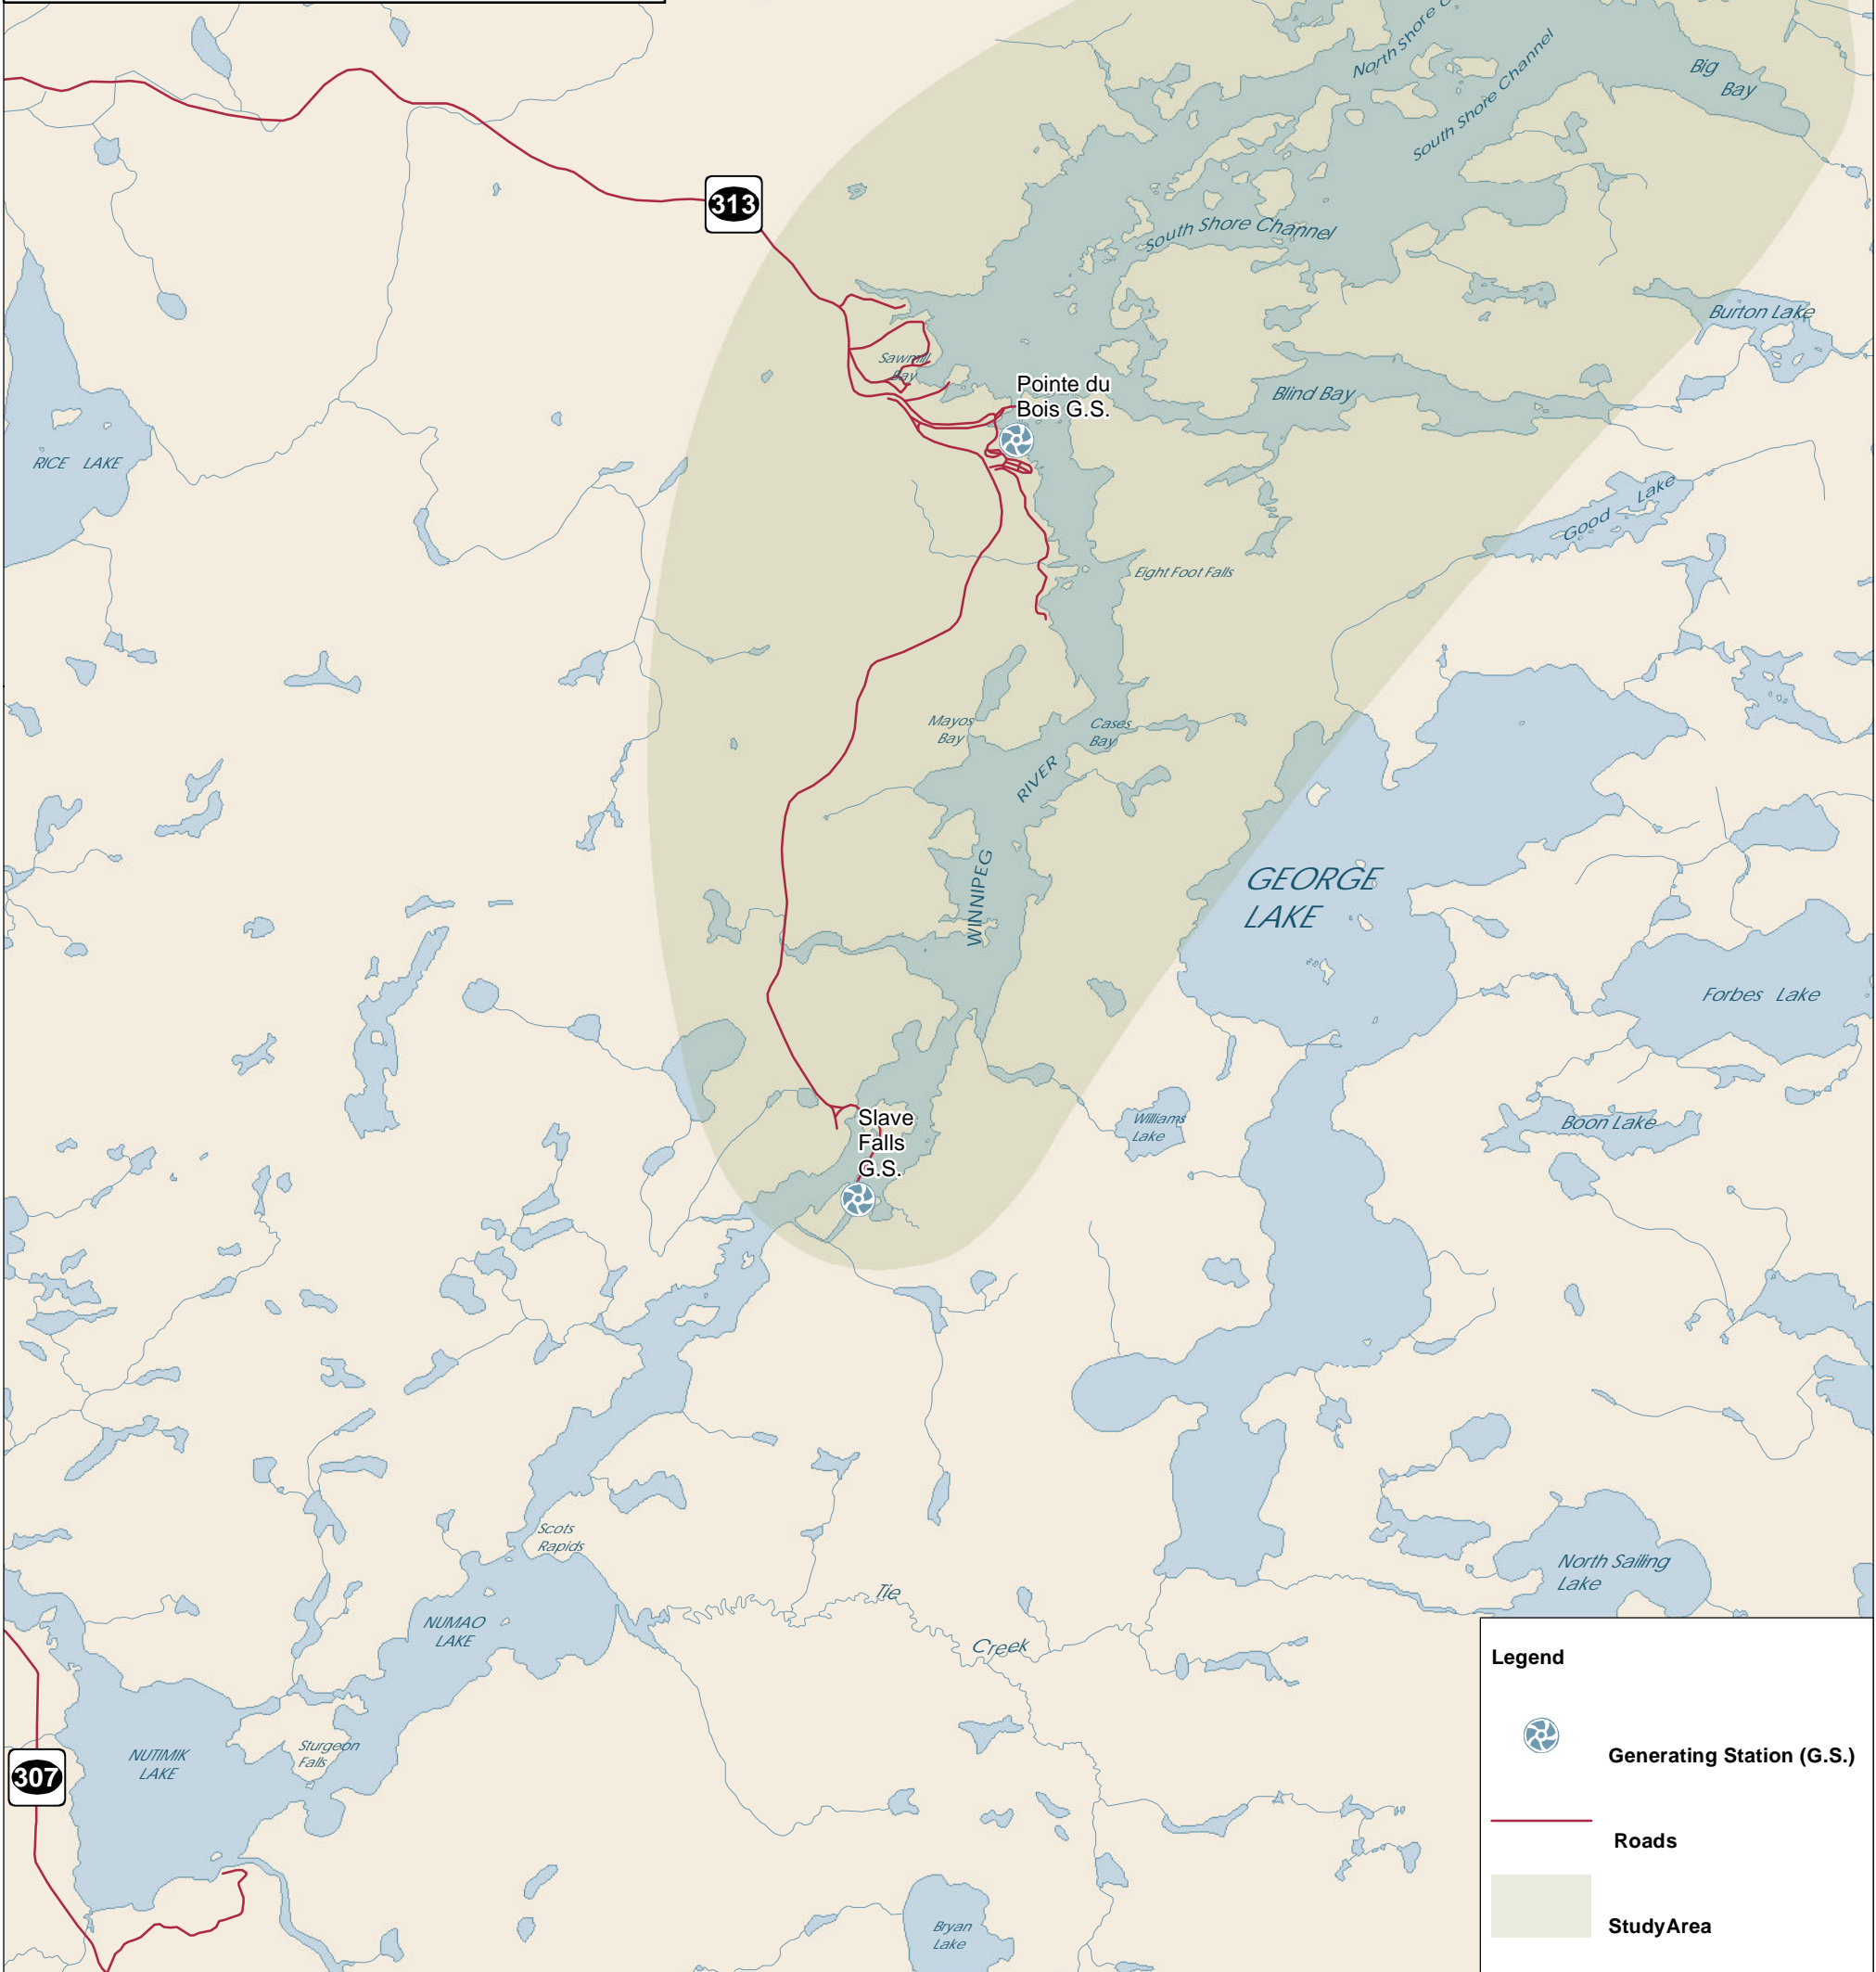 North Shore C
South Shore Channel
Big
Bay
313
South Shore Channel
Burton Lake
Sawmill
Bay
Pointe du
Bois G.S.
Blind Bay
RICE LAKE
Good Lake
Eight Foot Falls
Mayos
Bay
Cases
Bay
RIVER
WINNIPEG
GEORGE
LAKE
Forbes Lake
Slave
Falls
G.S.
Williams
Lake
Boon Lake
Scots
Rapids
North Sailing
Lake
Tie
Creek
NUMAO
LAKE
Sturgeon
Falls
NUTIMIK
LAKE
307
Bryan
Lake
Legend
Generating Station (G.S.)
Roads
StudyArea